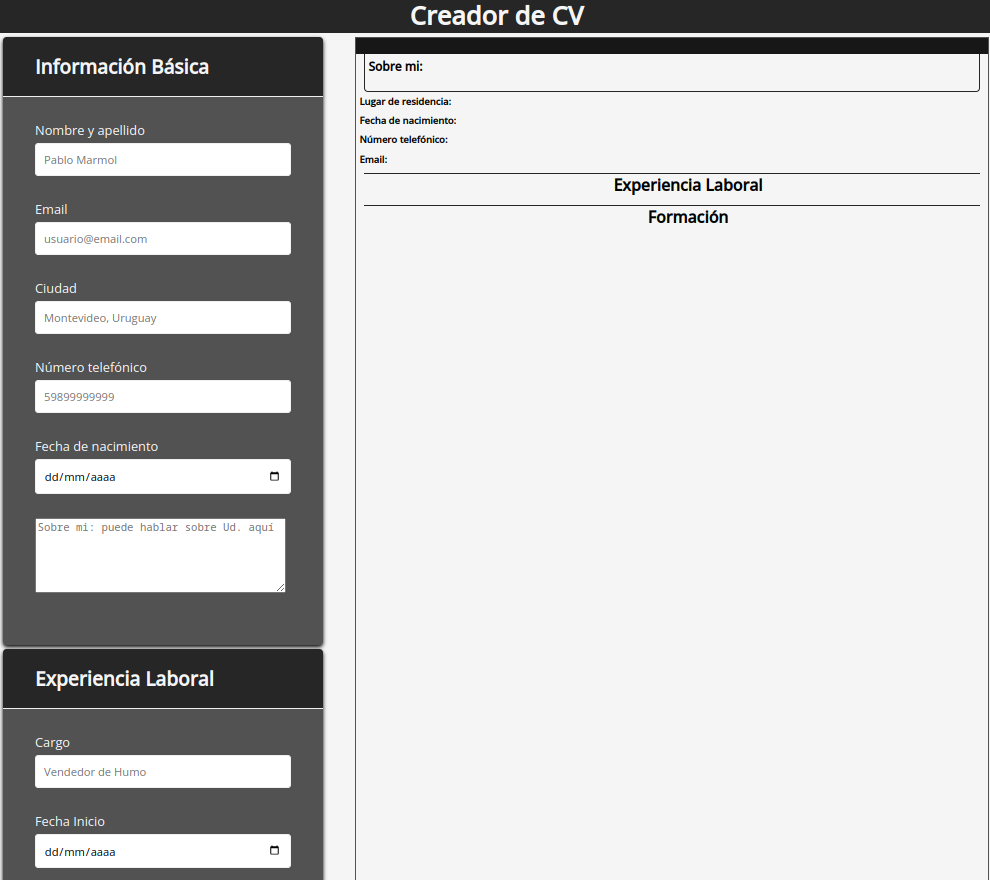 Creador de CV
Información Básica
Nombre y apellido
Pablo Marmol
Email
usuario@email.com
Ciudad
Montevideo, Uruguay
Número telefónico
59899999999
Fecha de nacimiento
dd/mm/aaaa
Sobre mi: puede hablar sobre Ud. aquí
Experiencia Laboral
Cargo
Vendedor de Humo
Fecha Inicio
dd/mm/aaaa
Sobre mi:
Lugar de residencia:
Fecha de nacimiento:
Número telefónico:
Email:
Experiencia Laboral
Formación